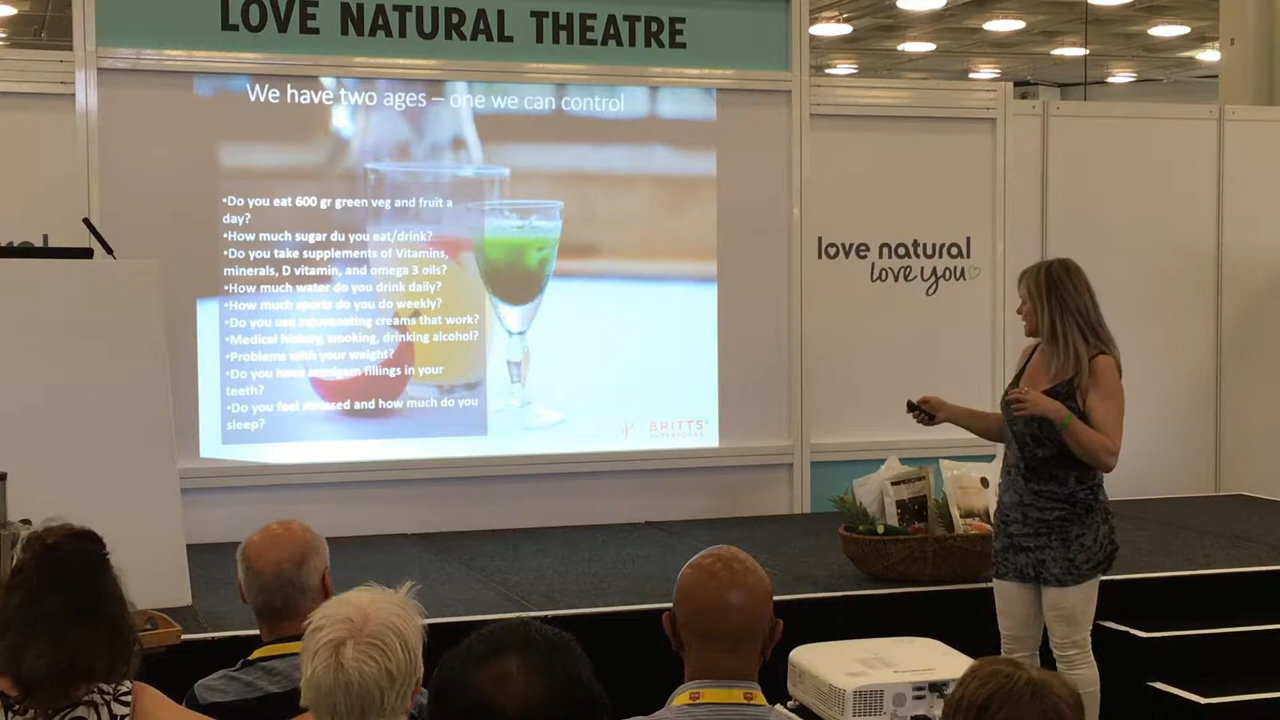 LOVE NATURAL THEATRE
We have two ages – one we can control
•Do you eat 600 gr green veg and fruit a
day?
•How much sugar du you eat/drink?
•Do you take supplements of Vitamins,
minerals, D vitamin, and omega 3 oils?
•How much water do you drink daily?
•How much sports do you do weekly?
•Do you use rejuvenating creams that work?
•Medical history, smoking, drinking alcohol?
•Problems with your weight?
•Do you have amalgam fillings in your
teeth?
•Do you feel stressed and how much do you
sleep?
BRITTS
SUPERFOODS
love natural
love you